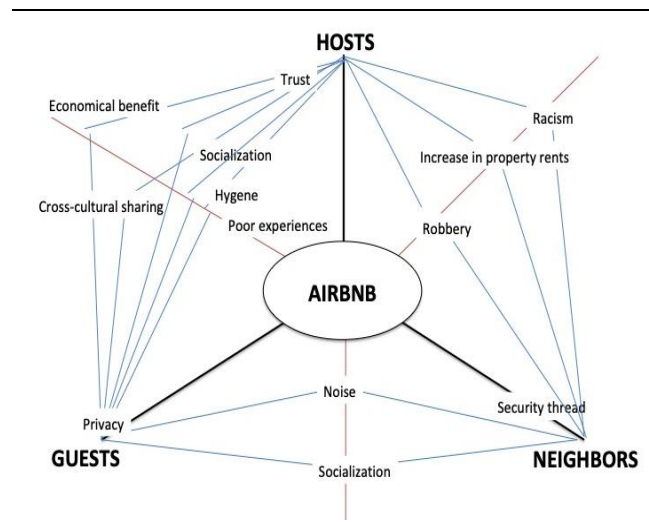 HOSTS
Trust
Economical benefit
Racism
Socialization
Increase in property rents
Hygene
Cross-cultural sharing
Poor experiences
Robbery
AIRBNB
Noise
Security thread
Privacy
GUESTS
NEIGHBORS
Socialization